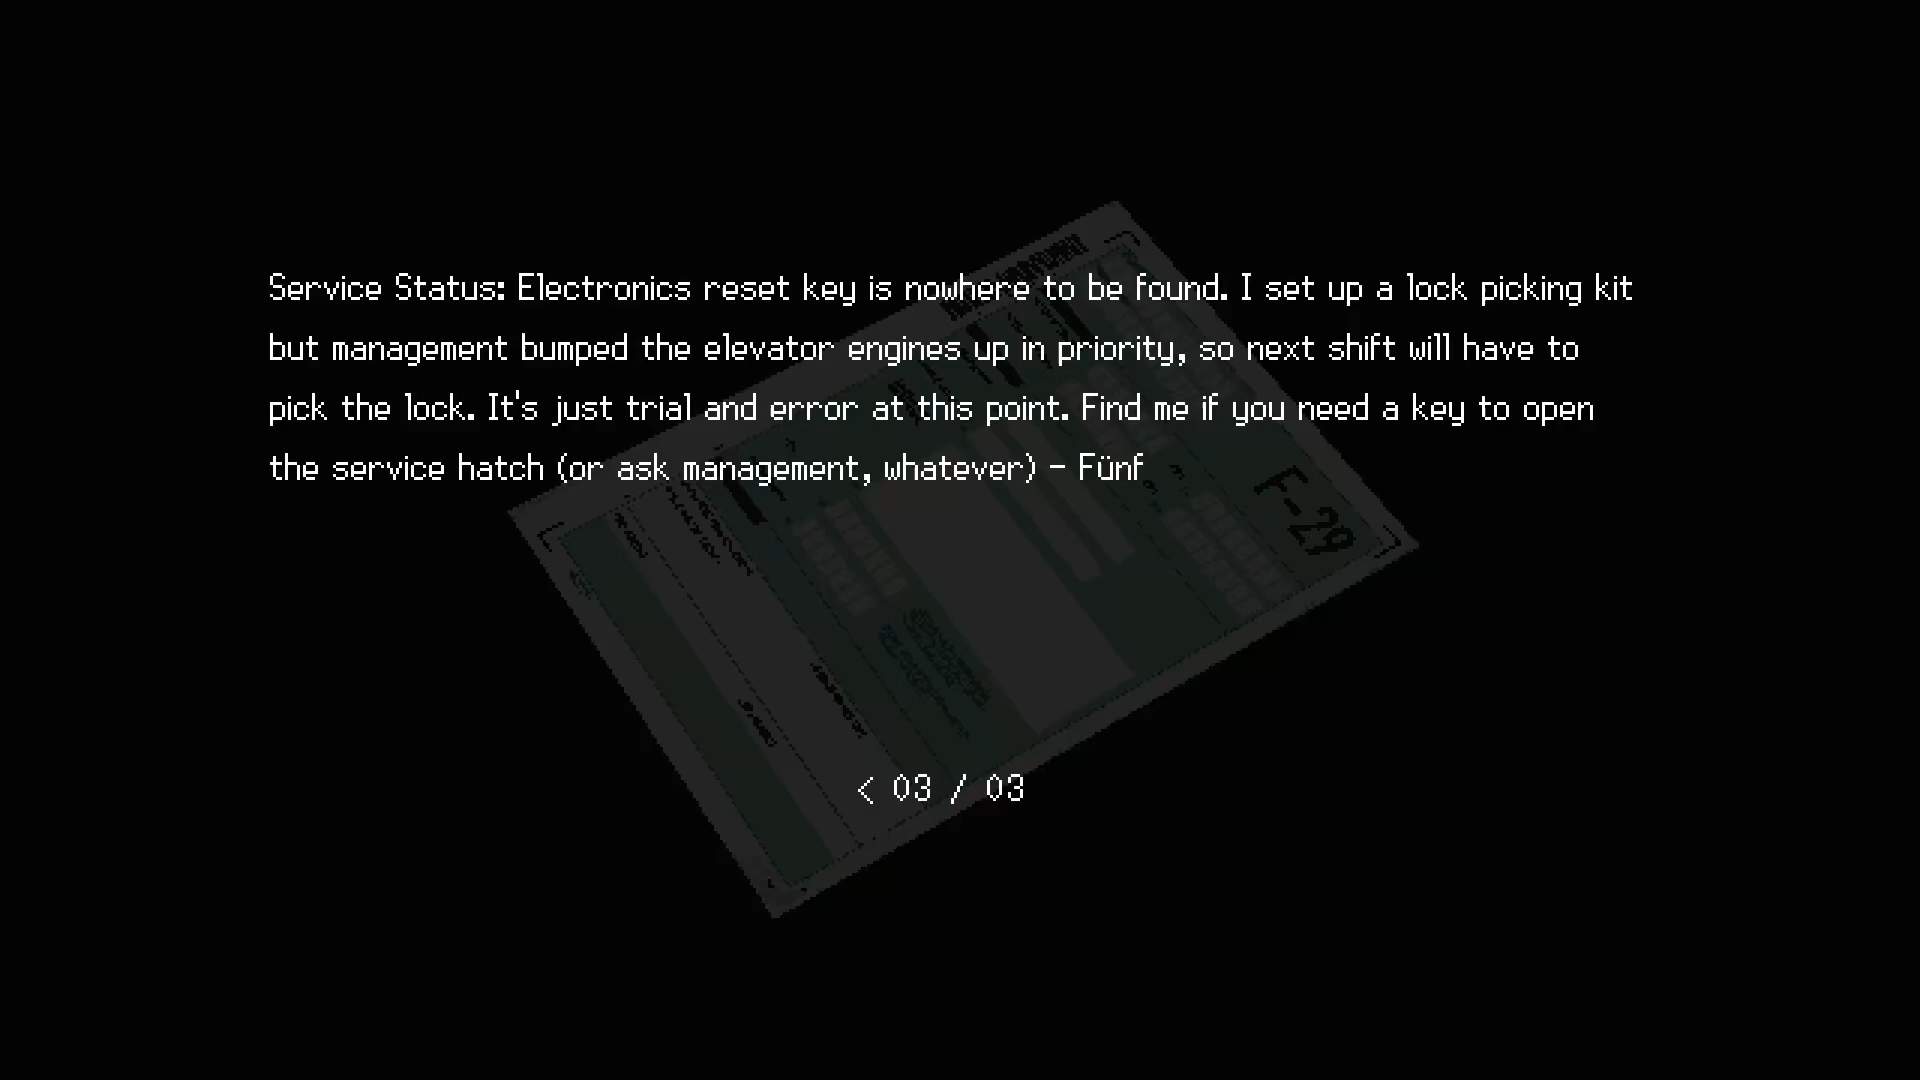 Service Status: Electronics reset key is nowhere to be found. I set up a lock picking kit
but management bumped the elevator engines up in priority, so next shift will have to
pick the lock. It's just trial and error at this point. Find me if you need a key to open
the service hatch (or ask management, whatever) - Fünf
F-29
< 03 / 03